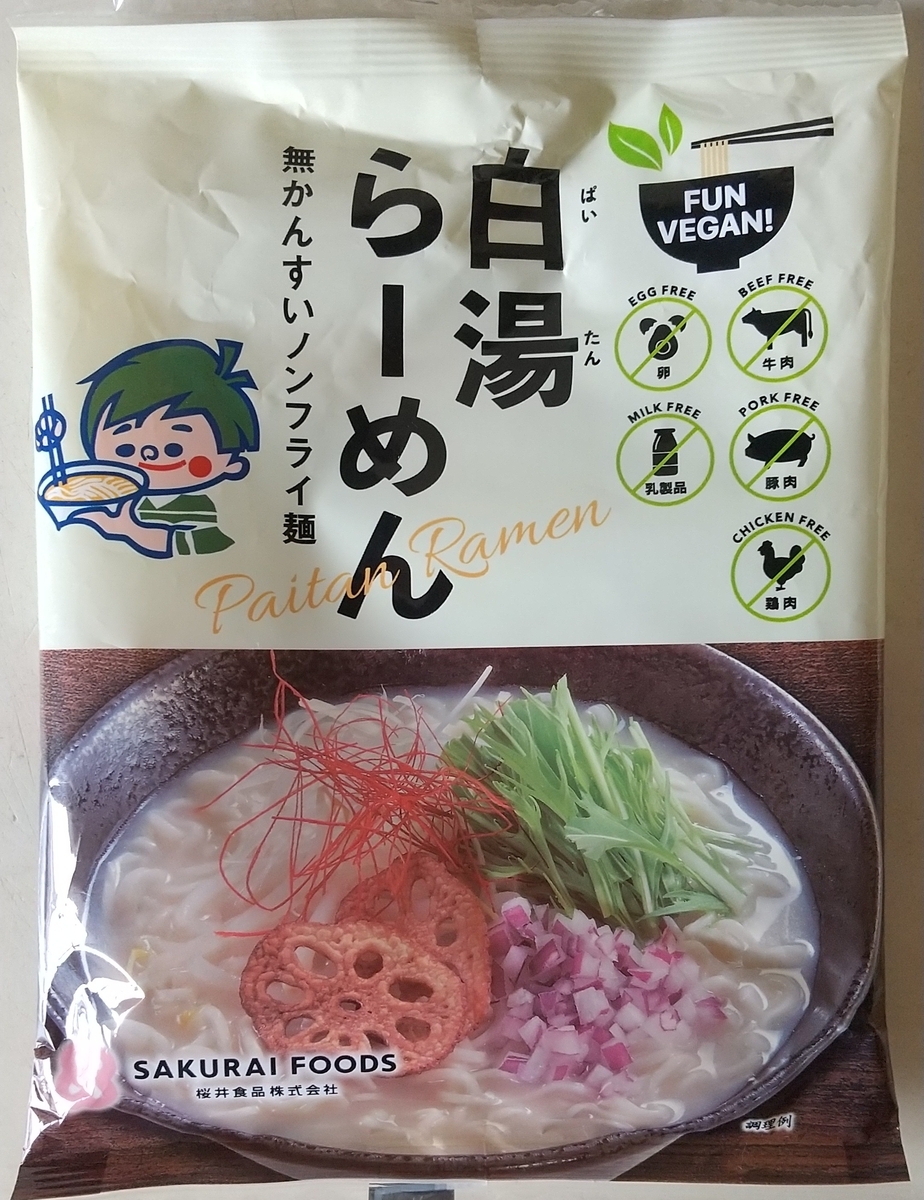 白湯
ぱいたん
らーめん
無かんすいノンフライ麺
Paitan Ramen
FUN
VEGAN!
EGG FREE
卵
BEEF FREE
牛肉
MILK FREE
乳製品
PORK FREE
豚肉
CHICKEN FREE
鶏肉
SAKURAI FOODS
桜井食品株式会社
調理例